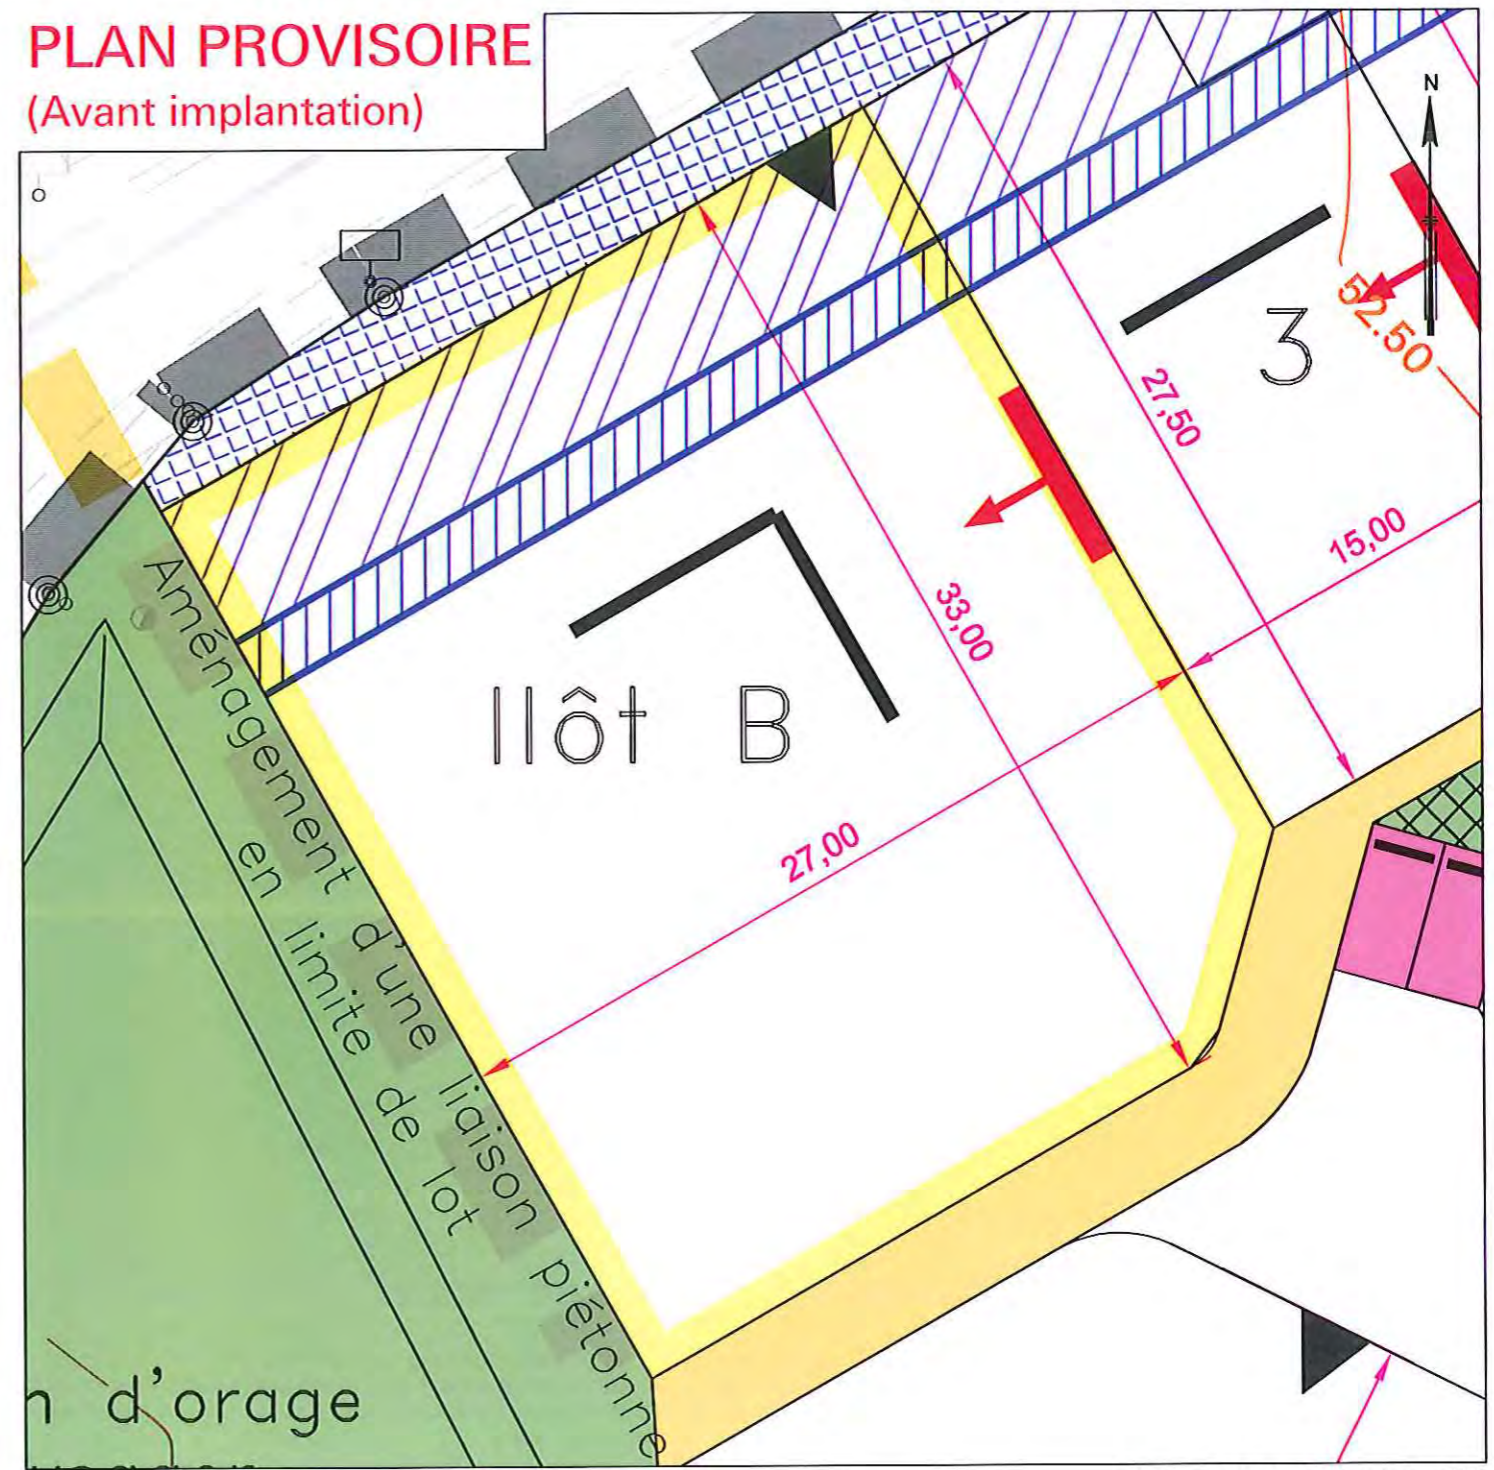 PLAN PROVISOIRE
(Avant implantation)
N
3
52.50
27,50
15,00
33,00
Ilôt B
27,00
Aménagement d'une liaison piétonne
en limite de lot
n d'orage